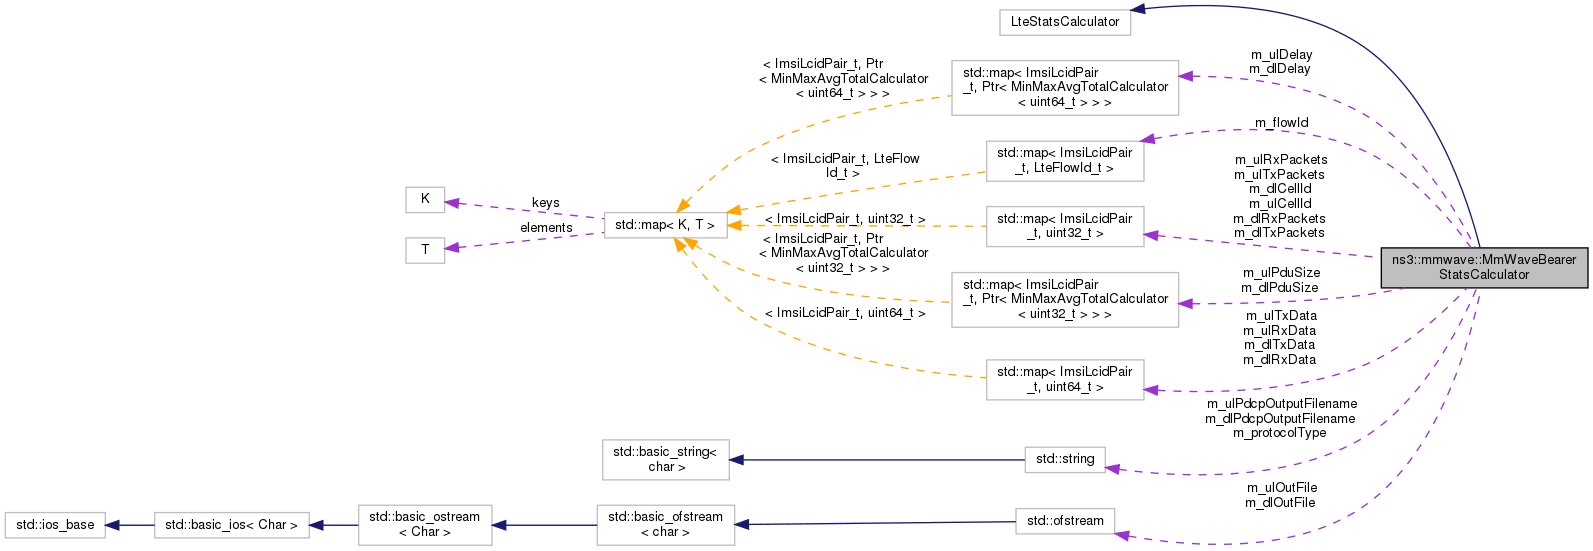 LteStatsCalculator
m_ulDelay
m_dlDelay
< ImsiLcidPair_t, Ptr
< MinMaxAvgTotalCalculator
< uint64_t > > >
std::map< ImsiLcidPair
_t, Ptr< MinMaxAvgTotalCalculator
< uint64_t > > >
m_flowId
< ImsiLcidPair_t, LteFlow
Id_t >
std::map< ImsiLcidPair
_t, LteFlowId_t >
m_ulRxPackets
m_ulTxPackets
m_dlCellId
m_ulCellId
m_dlRxPackets
m_dlTxPackets
K
keys
std::map< K, T >
< ImsiLcidPair_t, uint32_t >
std::map< ImsiLcidPair
_t, uint32_t >
T
elements
< ImsiLcidPair_t, Ptr
< MinMaxAvgTotalCalculator
< uint32_t > > >
ns3::mmwave::MmWaveBearer
StatsCalculator
std::map< ImsiLcidPair
_t, Ptr< MinMaxAvgTotalCalculator
< uint32_t > > >
m_ulPduSize
m_dlPduSize
< ImsiLcidPair_t, uint64_t >
m_ulTxData
m_ulRxData
m_dlTxData
m_dlRxData
std::map< ImsiLcidPair
_t, uint64_t >
m_ulPdcpOutputFilename
m_dlPdcpOutputFilename
m_protocolType
std::basic_string<
char >
std::string
m_ulOutFile
m_dlOutFile
std::ios_base
std::basic_ios< Char >
std::basic_ostream
< Char >
std::basic_ofstream
< char >
std::ofstream